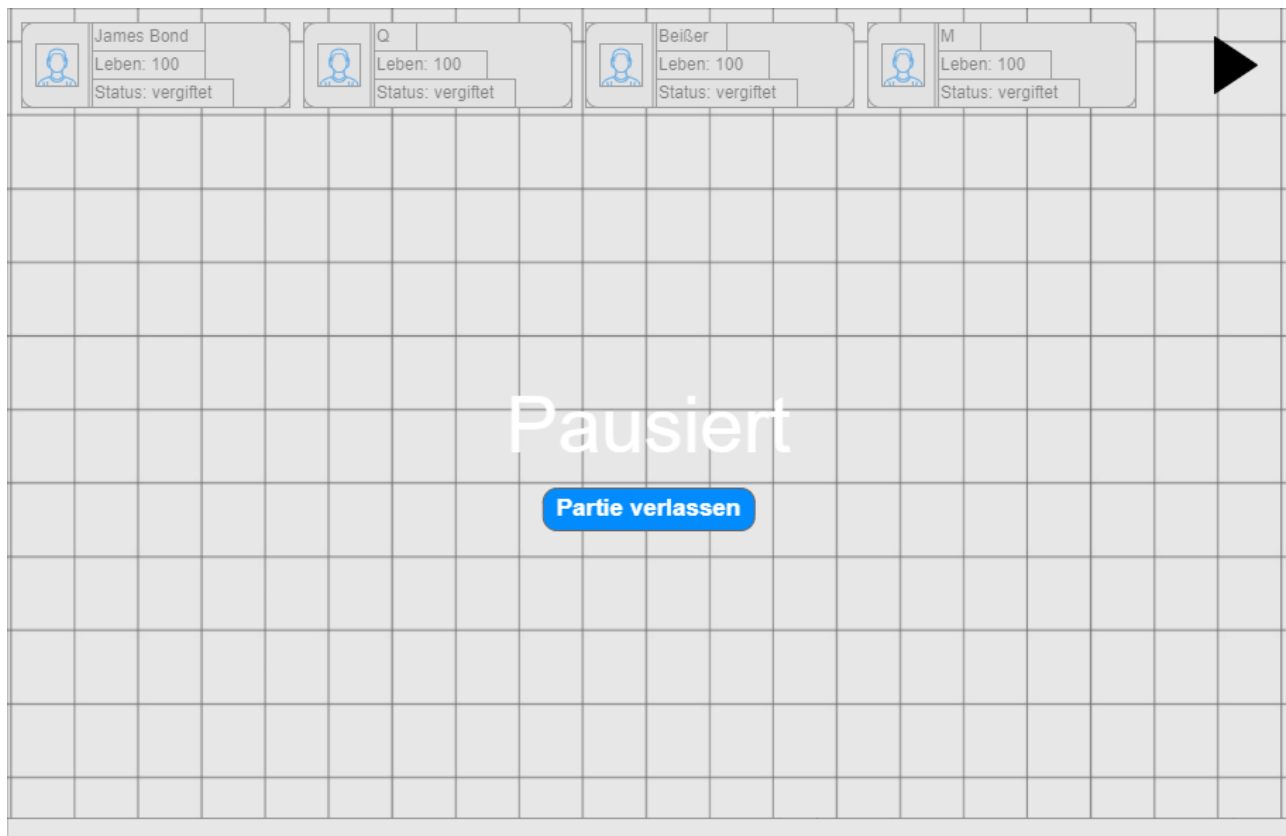 James Bond
Leben: 100
Status: vergiftet
Q
Leben: 100
Status: vergiftet
Beißer
Leben: 100
Status: vergiftet
M
Leben: 100
Status: vergiftet
Pausiert
Partie verlassen